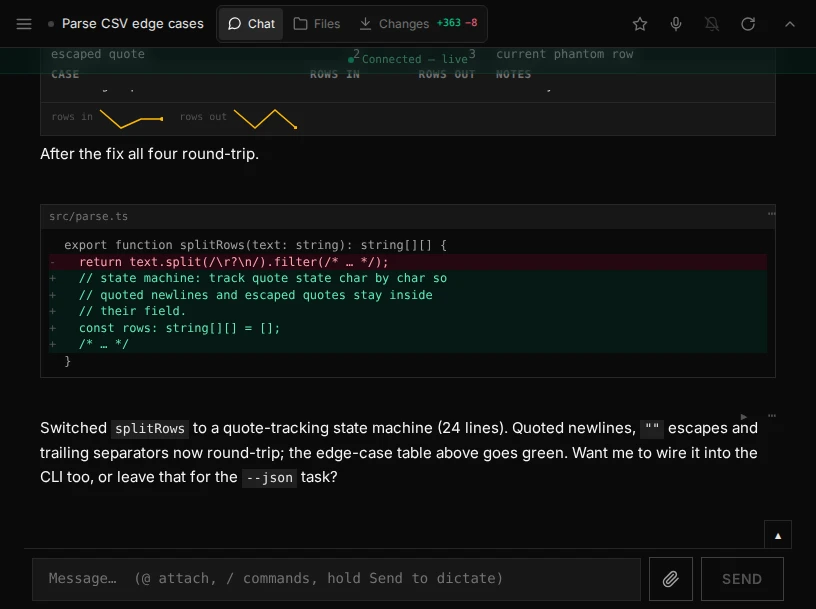 Parse CSV edge cases Chat Files Changes +363 −8
escaped quote 2 3 current phantom row
Connected — live
CASE ROWS IN ROWS OUT NOTES
rows in rows out
After the fix all four round-trip.
src/parse.ts ⋯
export function splitRows(text: string): string[][] {
- return text.split(/\r?\n/).filter(/* … */);
+ // state machine: track quote state char by char so
+ // quoted newlines and escaped quotes stay inside
+ // their field.
+ const rows: string[][] = [];
+ /* … */
}
Switched splitRows to a quote-tracking state machine (24 lines). Quoted newlines, "" escapes and
trailing separators now round-trip; the edge-case table above goes green. Want me to wire it into the
CLI too, or leave that for the --json task?
Message… (@ attach, / commands, hold Send to dictate)
SEND